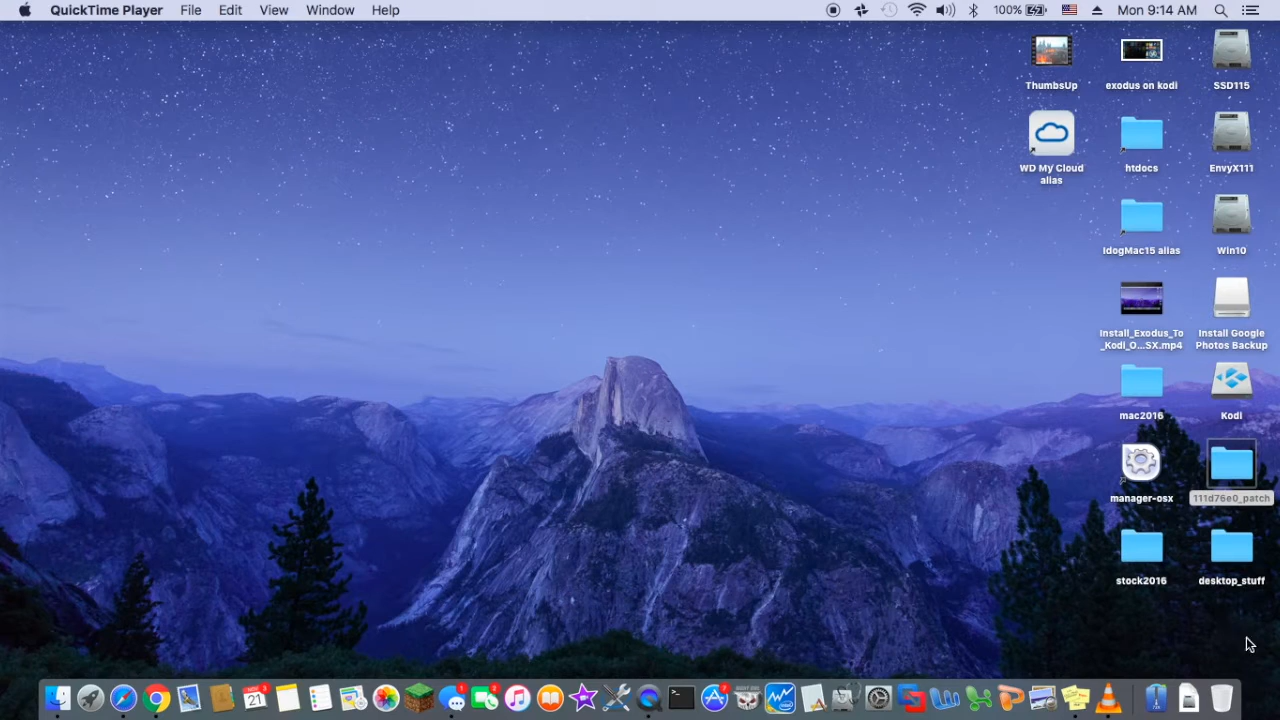 QuickTime Player File Edit View Window Help
100% Mon 9:14 AM
ThumbsUp
exodus on kodi
SSD115
WD My Cloud
alias
htdocs
EnvyX111
idogMac15 alias
Win10
Install_Exodus_To
_Kodi_O...SX.mp4
Install Google
Photos Backup
mac2016
Kodi
manager-osx
111d76e0_patch
stock2016
desktop_stuff
21